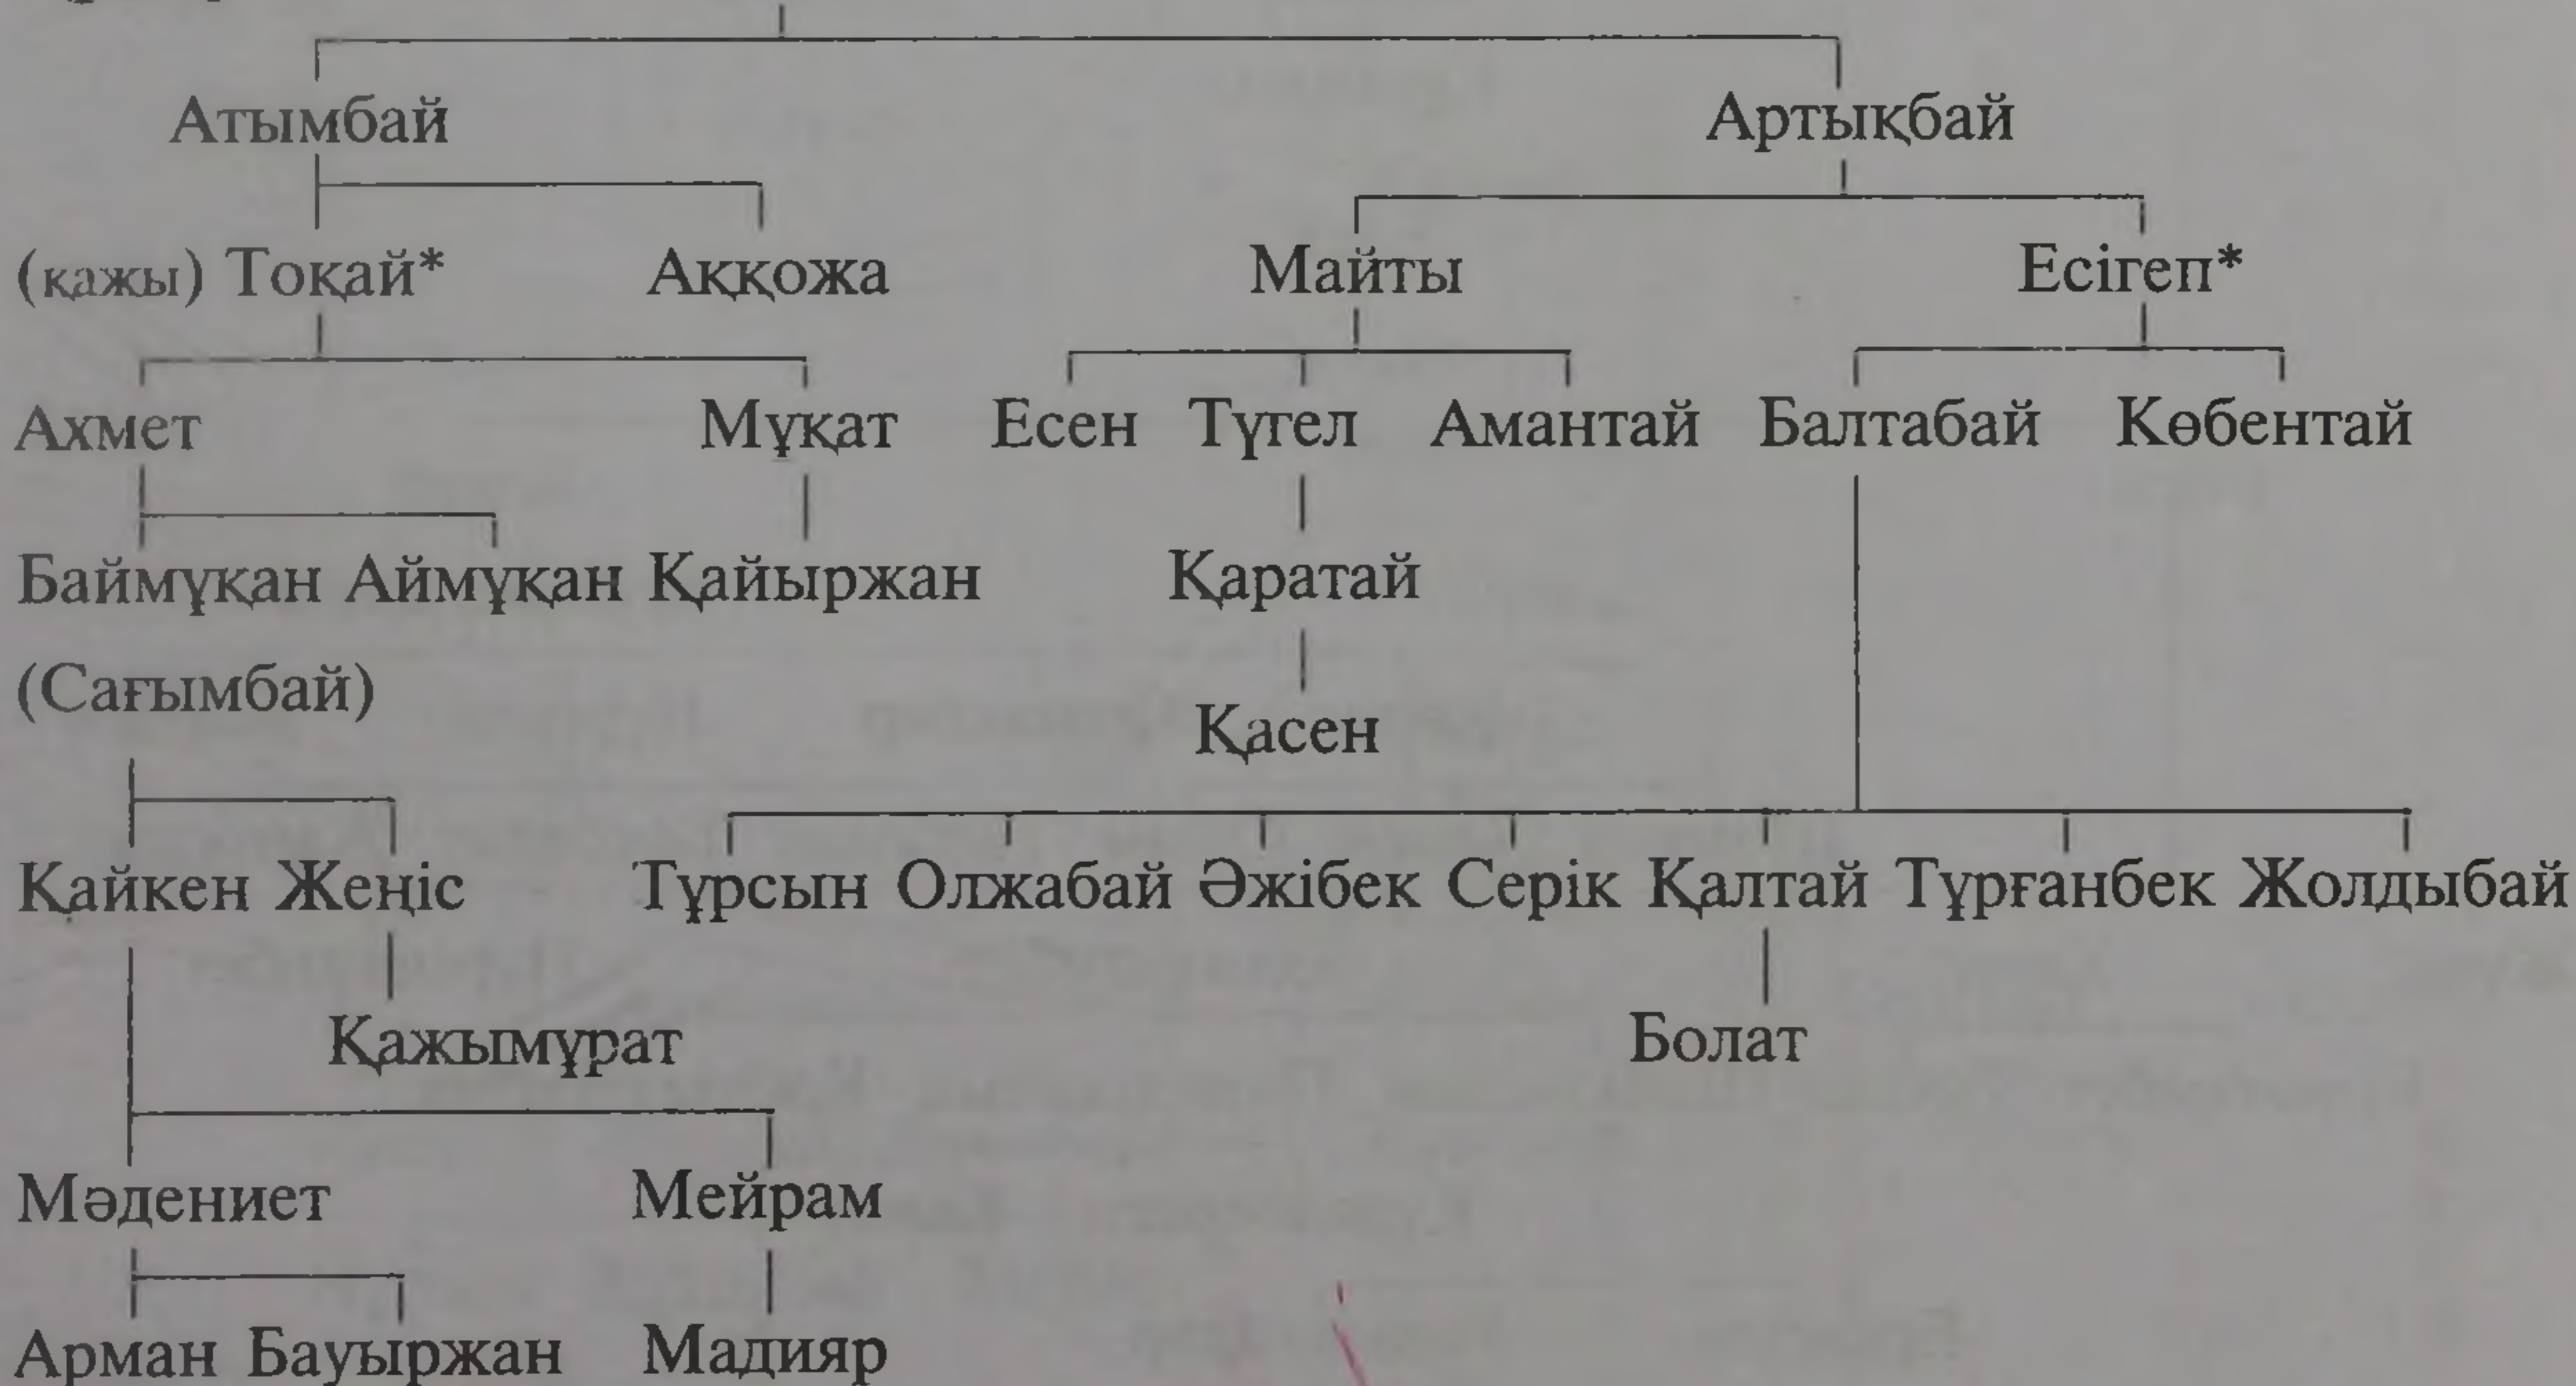 Атымбай Артықбай
(қажы) Тоқай* Аққожа Майты Есігеп*
Ахмет Мұқат Есен Түгел Амантай Балтабай Көбентай
Баймұқан Аймұқан Қайыржан Қаратай
(Сағымбай)
Қасен
Қайкен Жеңіс Тұрсын Олжабай Әжібек Серік Қалтай Тұрғанбек Жолдыбай
Қажымұрат Болат
Мәдениет Мейрам
Арман Бауыржан Мадияр